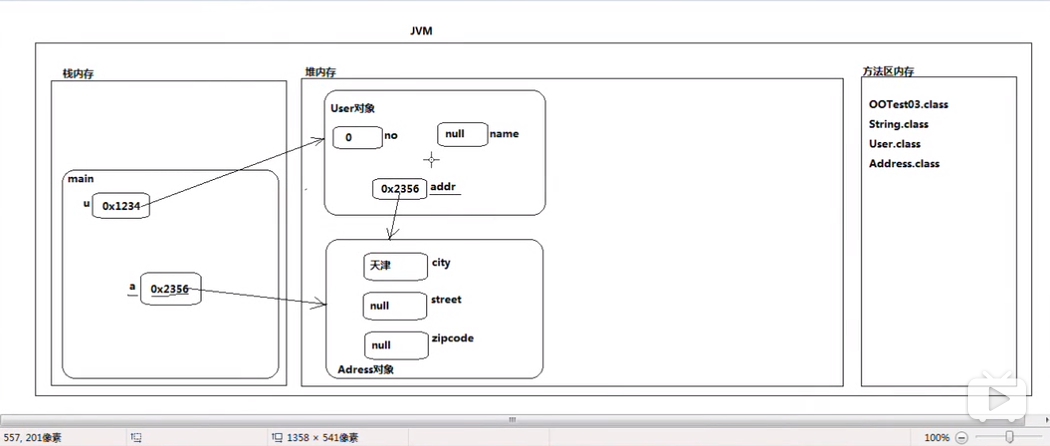 JVM
栈内存
堆内存
方法区内存
User对象
0 no
null name
0x2356 addr
main
u 0x1234
a 0x2356
天津 city
null street
null zipcode
Adress对象
OOTest03.class
String.class
User.class
Address.class
557, 201像素
1358 × 541像素
100%